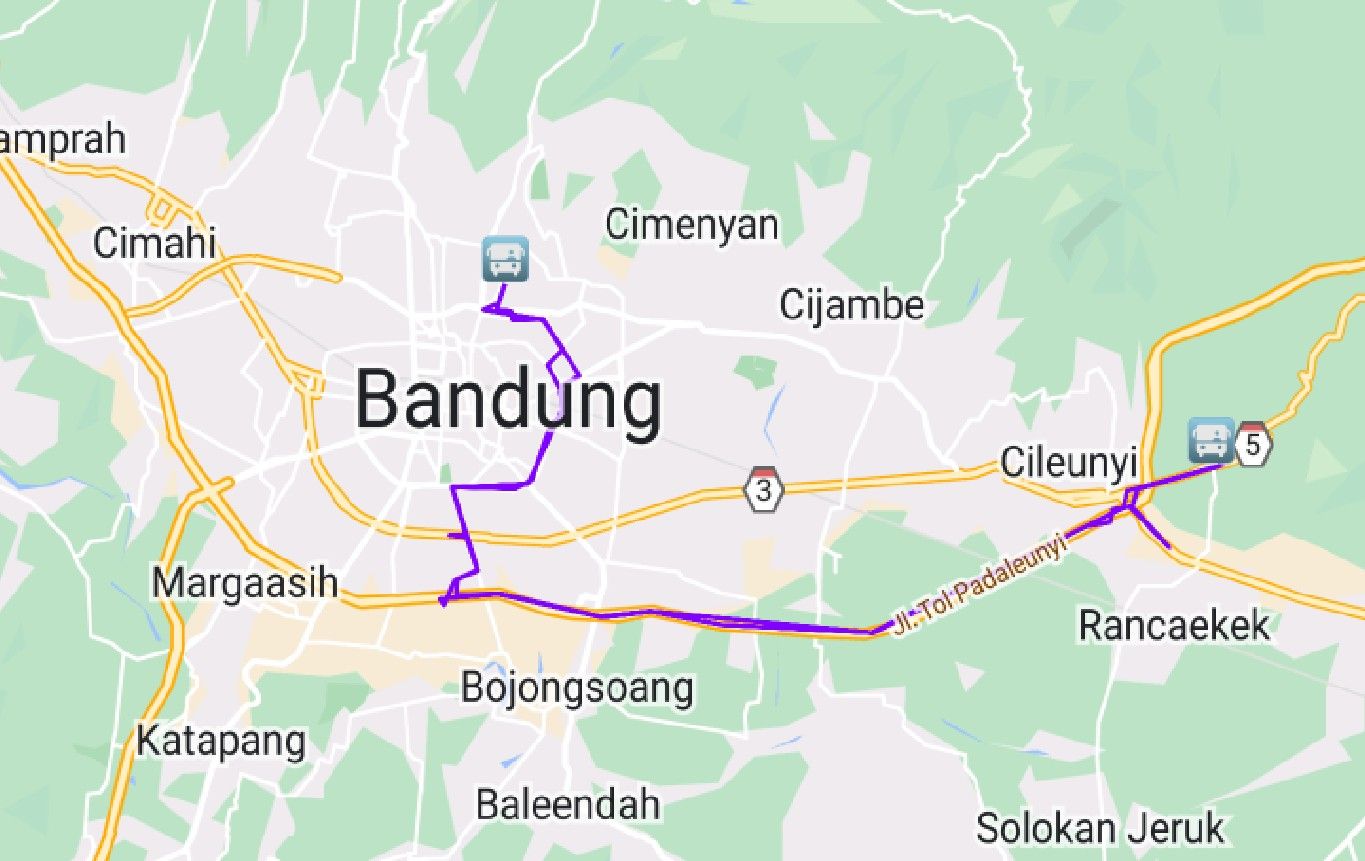 amprah
Cimahi
Cimenyan
Cijambe
Bandung
Cileunyi
5
3
Jl. Tol Padaleunyi
Margaasih
Rancaekek
Bojongsoang
Katapang
Baleendah
Solokan Jeruk